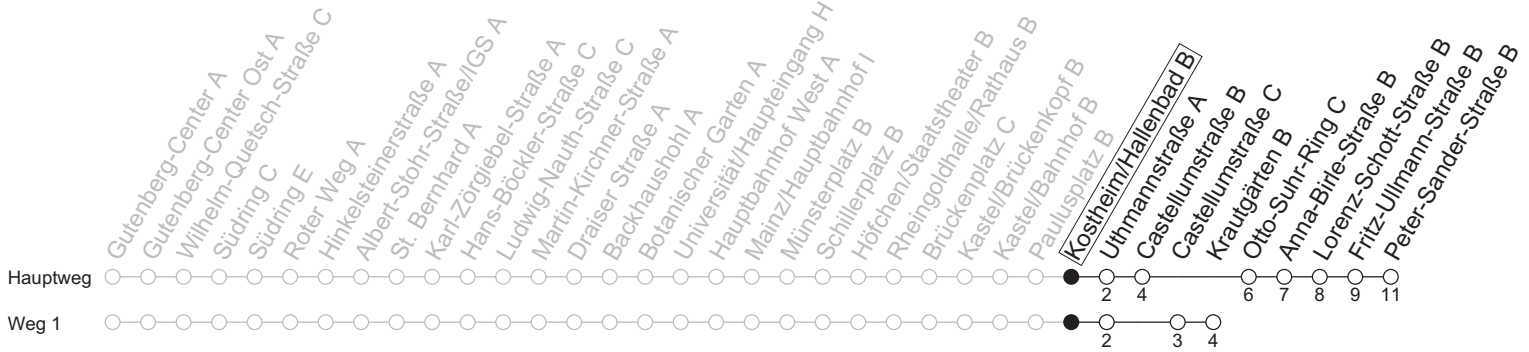 Gutenberg-Center A
Gutenberg-Center Ost A
Wilhelm-Quetsch-Straße C
Südring C
Südring E
Roter Weg A
Hinkelsteinerstraße A
Albert-Stohr-Straße/IGS A
St. Bernhard A
Karl-Zörgiebel-Straße A
Hans-Böckler-Straße C
Ludwig-Nauth-Straße C
Martin-Kirchner-Straße A
Draiser Straße A
Backhaushohl A
Botanischer Garten A
Universität/Haupteingang H
Hauptbahnhof West A
Mainz/Hauptbahnhof I
Münsterplatz B
Schillerplatz B
Höfchen/Staatstheater B
Rheingoldhalle/Rathaus B
Brückenplatz C
Kastel/Brückenkopf B
Kastel/Bahnhof B
Paulusplatz B
Kostheim/Hallenbad B
Uthmannstraße A
Castellumstraße B
Castellumstraße C
Krautgärten B
Otto-Suhr-Ring C
Anna-Birle-Straße B
Lorenz-Schott-Straße B
Fritz-Ullmann-Straße B
Peter-Sander-Straße B
Hauptweg
2 4 6 7 8 9 11
Weg 1
2 3 4